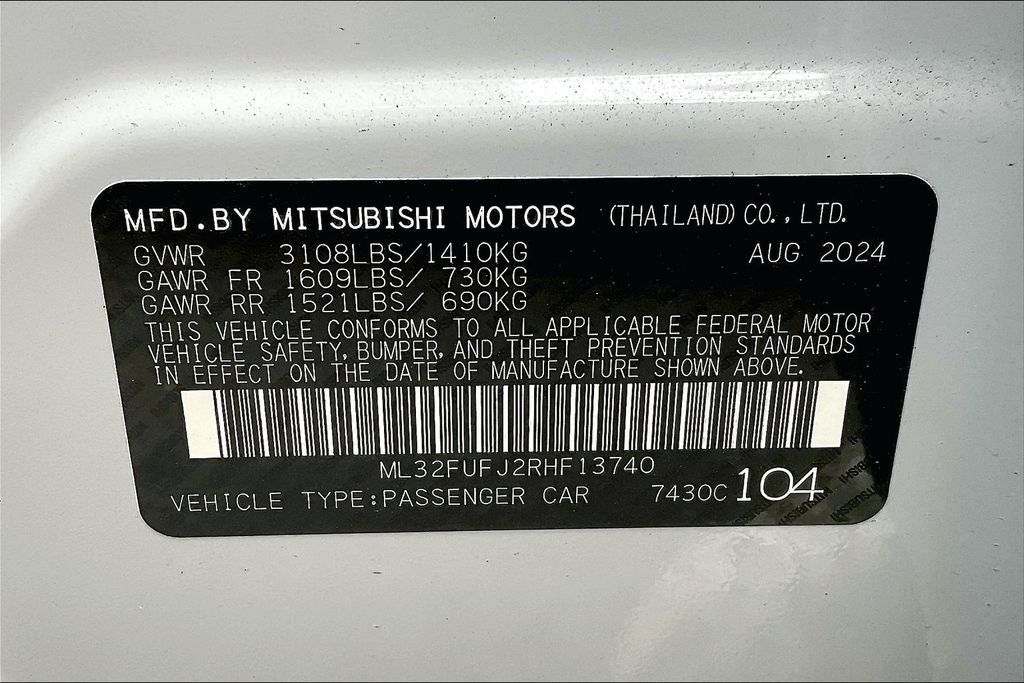 MFD.BY MITSUBISHI MOTORS (THAILAND) CO., LTD.
GVWR 3108LBS/1410KG AUG 2024
GAWR FR 1609LBS/ 730KG
GAWR RR 1521LBS/ 690KG
THIS VEHICLE CONFORMS TO ALL APPLICABLE FEDERAL MOTOR
VEHICLE SAFETY, BUMPER, AND THEFT PREVENTION STANDARDS
IN EFFECT ON THE DATE OF MANUFACTURE SHOWN ABOVE.
ML32FUFJ2RHF13740
VEHICLE TYPE:PASSENGER CAR 7430C 104